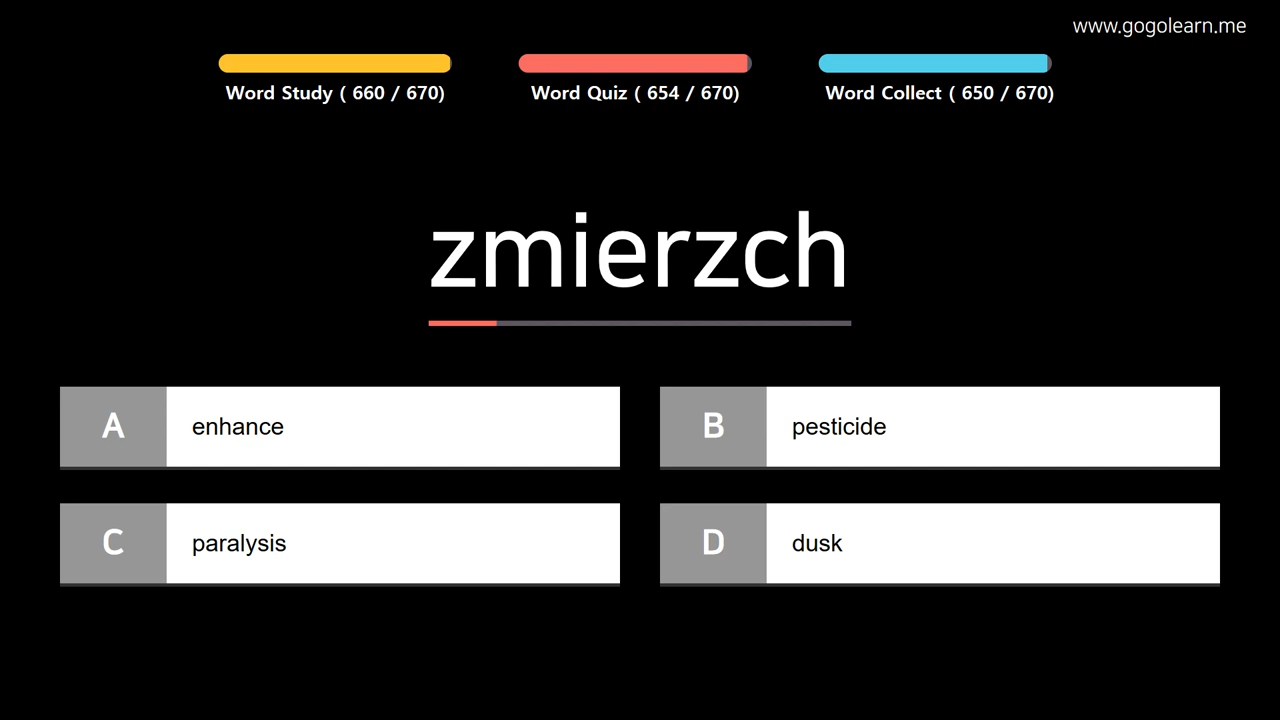 www.gogolearn.me
Word Study ( 660 / 670)
Word Quiz ( 654 / 670)
Word Collect ( 650 / 670)
zmierzch
A enhance
B pesticide
C paralysis
D dusk